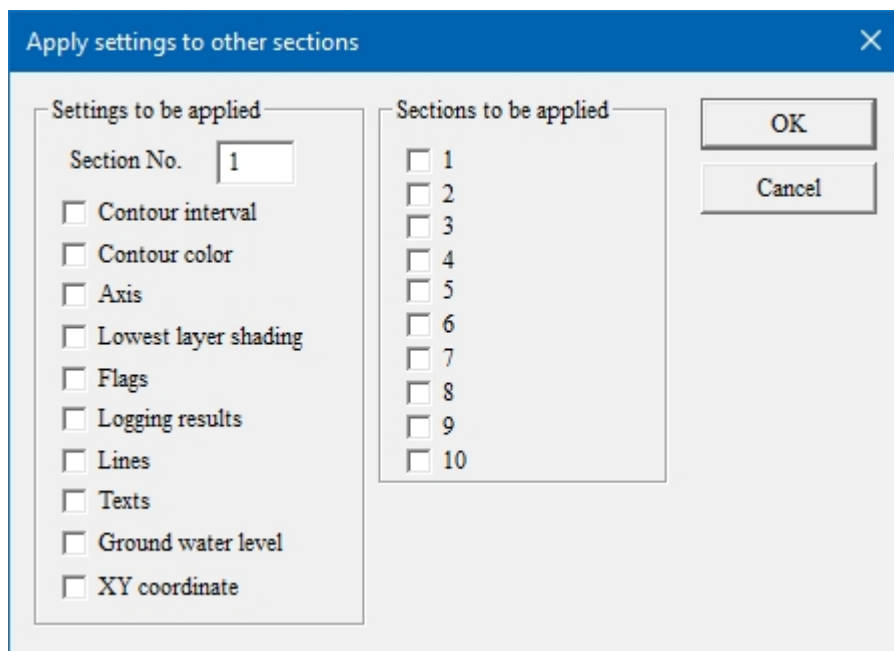 Apply settings to other sections
Settings to be applied
Section No. 1
Contour interval
Contour color
Axis
Lowest layer shading
Flags
Logging results
Lines
Texts
Ground water level
XY coordinate
Sections to be applied
1
2
3
4
5
6
7
8
9
10
OK
Cancel